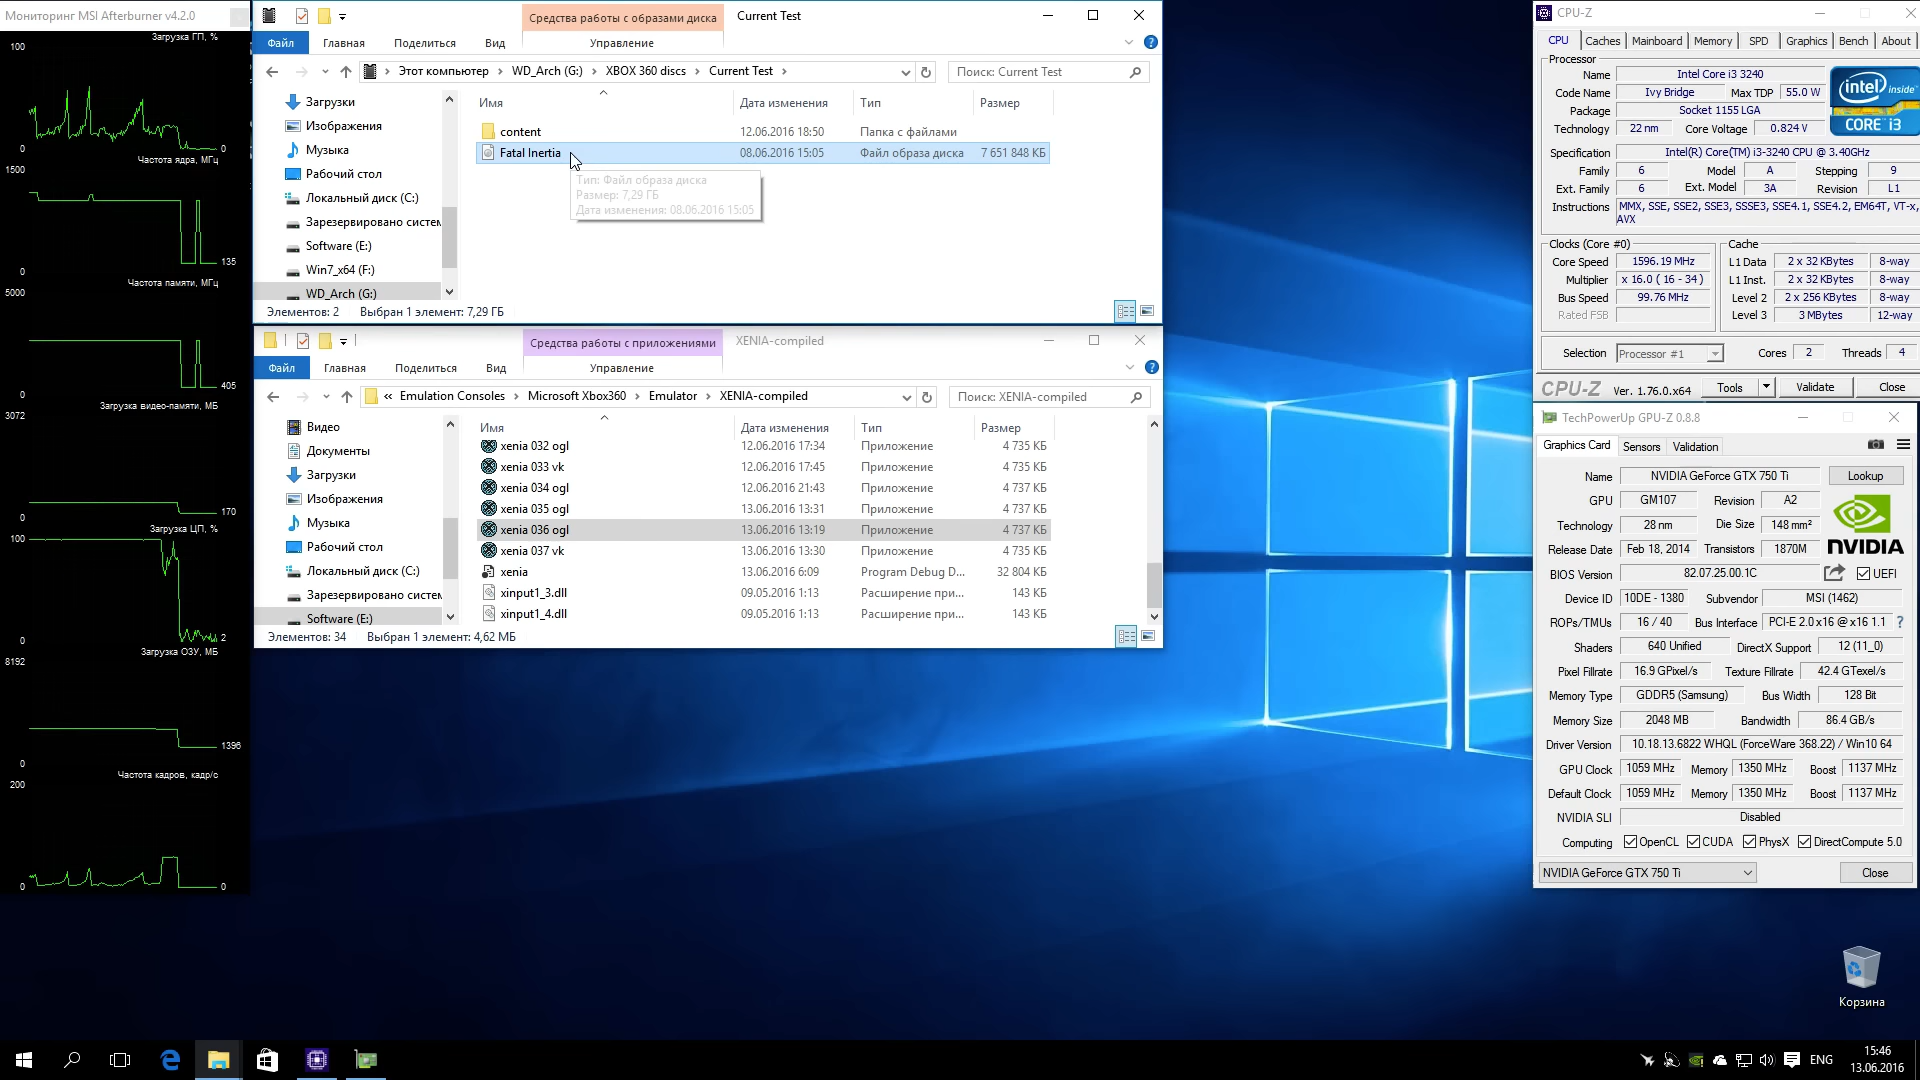 Мониторинг MSI Afterburner v4.2.0
Загрузка ГП, %
100
0
0
Частота ядра, МГц
1500
135
0
Частота памяти, МГц
5000
405
0
Загрузка видео-памяти, МБ
3072
170
0
Загрузка ЦП, %
100
2
0
Загрузка ОЗУ, МБ
8192
1396
0
Частота кадров, кадр/с
200
0
0
Средства работы с образами диска
Current Test
Файл
Главная
Поделиться
Вид
Управление
Этот компьютер > WD_Arch (G:) > XBOX 360 discs > Current Test >
Поиск: Current Test
Загрузки
Изображения
Музыка
Рабочий стол
Локальный диск (C:)
Зарезервировано систем
Software (E:)
Win7_x64 (F:)
WD_Arch (G:)
Имя
Дата изменения
Тип
Размер
content
12.06.2016 18:50
Папка с файлами
Fatal Inertia
08.06.2016 15:05
Файл образа диска
7 651 848 КБ
Тип: Файл образа диска
Размер: 7,29 ГБ
Дата изменения: 08.06.2016 15:05
Элементов: 2
Выбран 1 элемент: 7,29 ГБ
Средства работы с приложениями
XENIA-compiled
Файл
Главная
Поделиться
Вид
Управление
« Emulation Consoles > Microsoft Xbox360 > Emulator > XENIA-compiled
Поиск: XENIA-compiled
Видео
Документы
Загрузки
Изображения
Музыка
Рабочий стол
Локальный диск (C:)
Зарезервировано систем
Software (E:)
Имя
Дата изменения
Тип
Размер
xenia 032 ogl 12.06.2016 17:34 Приложение 4 735 КБ
xenia 033 vk 12.06.2016 17:45 Приложение 4 735 КБ
xenia 034 ogl 12.06.2016 21:43 Приложение 4 737 КБ
xenia 035 ogl 13.06.2016 13:31 Приложение 4 737 КБ
xenia 036 ogl 13.06.2016 13:19 Приложение 4 737 КБ
xenia 037 vk 13.06.2016 13:30 Приложение 4 735 КБ
xenia 13.06.2016 6:09 Program Debug D... 32 804 КБ
xinput1_3.dll 09.05.2016 1:13 Расширение при... 143 КБ
xinput1_4.dll 09.05.2016 1:13 Расширение при... 143 КБ
Элементов: 34
Выбран 1 элемент: 4,62 МБ
CPU-Z
CPU Caches Mainboard Memory SPD Graphics Bench About
Processor
Name Intel Core i3 3240
Code Name Ivy Bridge Max TDP 55.0 W
Package Socket 1155 LGA
Technology 22 nm Core Voltage 0.824 V
intel inside
CORE i3
Specification Intel(R) Core(TM) i3-3240 CPU @ 3.40GHz
Family 6 Model A Stepping 9
Ext. Family 6 Ext. Model 3A Revision L1
Instructions MMX, SSE, SSE2, SSE3, SSSE3, SSE4.1, SSE4.2, EM64T, VT-x,
AVX
Clocks (Core #0)
Core Speed 1596.19 MHz
Multiplier x 16.0 ( 16 - 34 )
Bus Speed 99.76 MHz
Rated FSB
Cache
L1 Data 2 x 32 KBytes 8-way
L1 Inst. 2 x 32 KBytes 8-way
Level 2 2 x 256 KBytes 8-way
Level 3 3 MBytes 12-way
Selection Processor #1 Cores 2 Threads 4
CPU-Z Ver. 1.76.0.x64 Tools Validate Close
TechPowerUp GPU-Z 0.8.8
Graphics Card Sensors Validation
Name NVIDIA GeForce GTX 750 Ti Lookup
GPU GM107 Revision A2
Technology 28 nm Die Size 148 mm²
Release Date Feb 18, 2014 Transistors 1870M
NVIDIA
BIOS Version 82.07.25.00.1C UEFI
Device ID 10DE - 1380 Subvendor MSI (1462)
ROPs/TMUs 16 / 40 Bus Interface PCI-E 2.0 x16 @ x16 1.1 ?
Shaders 640 Unified DirectX Support 12 (11_0)
Pixel Fillrate 16.9 GPixel/s Texture Fillrate 42.4 GTexel/s
Memory Type GDDR5 (Samsung) Bus Width 128 Bit
Memory Size 2048 MB Bandwidth 86.4 GB/s
Driver Version 10.18.13.6822 WHQL (ForceWare 368.22) / Win10 64
GPU Clock 1059 MHz Memory 1350 MHz Boost 1137 MHz
Default Clock 1059 MHz Memory 1350 MHz Boost 1137 MHz
NVIDIA SLI Disabled
Computing OpenCL CUDA PhysX DirectCompute 5.0
NVIDIA GeForce GTX 750 Ti Close
Корзина
ENG
15:46
13.06.2016